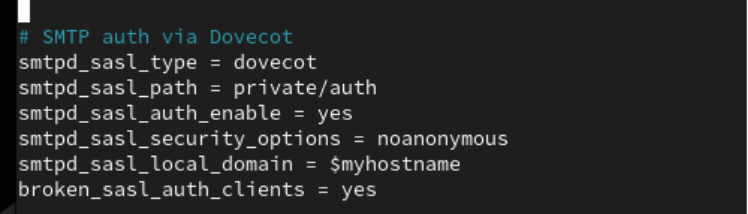 # SMTP auth via Dovecot
smtpd_sasl_type = dovecot
smtpd_sasl_path = private/auth
smtpd_sasl_auth_enable = yes
smtpd_sasl_security_options = noanonymous
smtpd_sasl_local_domain = $myhostname
broken_sasl_auth_clients = yes